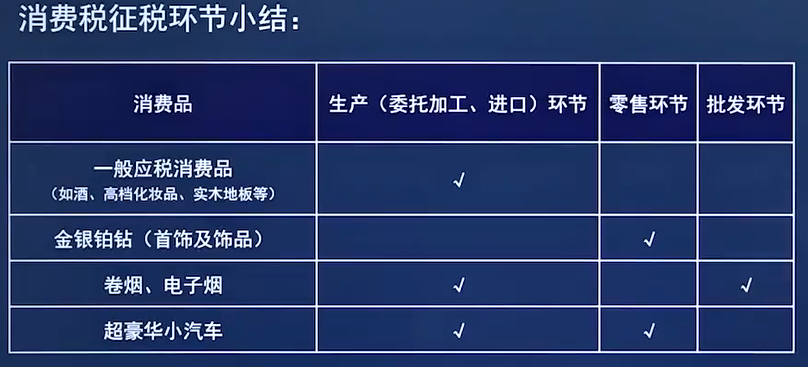 消费税征税环节小结：
消费品 生产（委托加工、进口）环节 零售环节 批发环节
一般应税消费品 √
（如酒、高档化妆品、实木地板等）
金银铂钻（首饰及饰品） √
卷烟、电子烟 √ √
超豪华小汽车 √ √